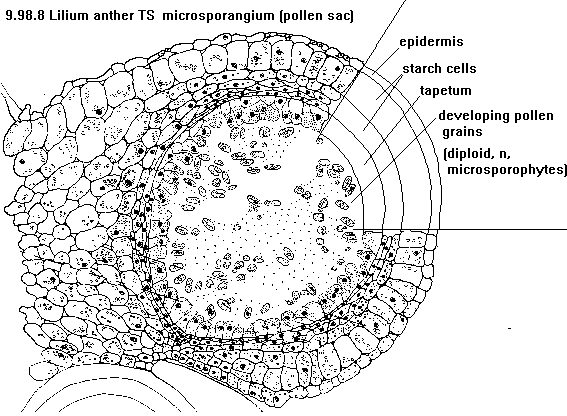 9.98.8 Lilium anther TS  microsporangium (pollen sac)
epidermis
starch cells
tapetum
developing pollen
grains
(diploid, n,
microsporophytes)